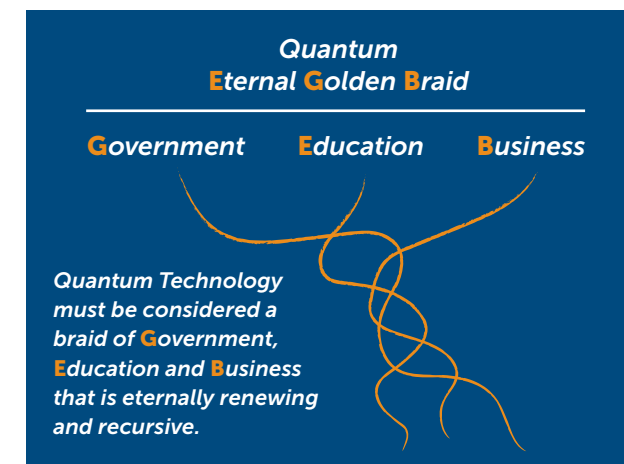 Quantum
Eternal Golden Braid
Government Education Business
Quantum Technology
must be considered a
braid of Government,
Education and Business
that is eternally renewing
and recursive.